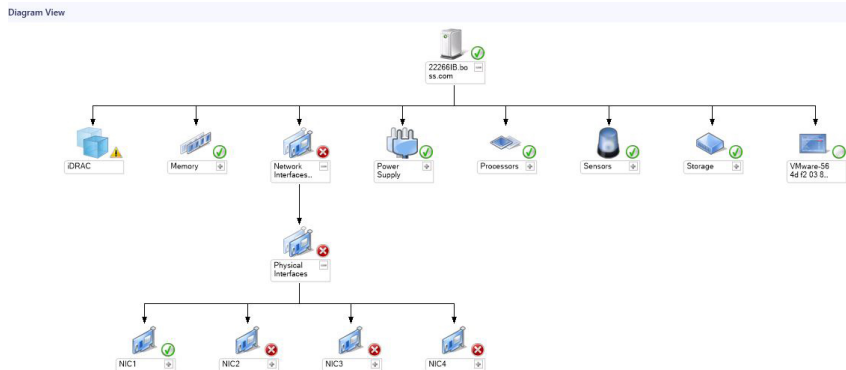 Diagram View
22266IB.bo
ss.com
iDRAC
Memory
Network
Interfaces...
Power
Supply
Processors
Sensors
Storage
VMware-56
4d f2 03 8..
Physical
Interfaces
NIC1
NIC2
NIC3
NIC4